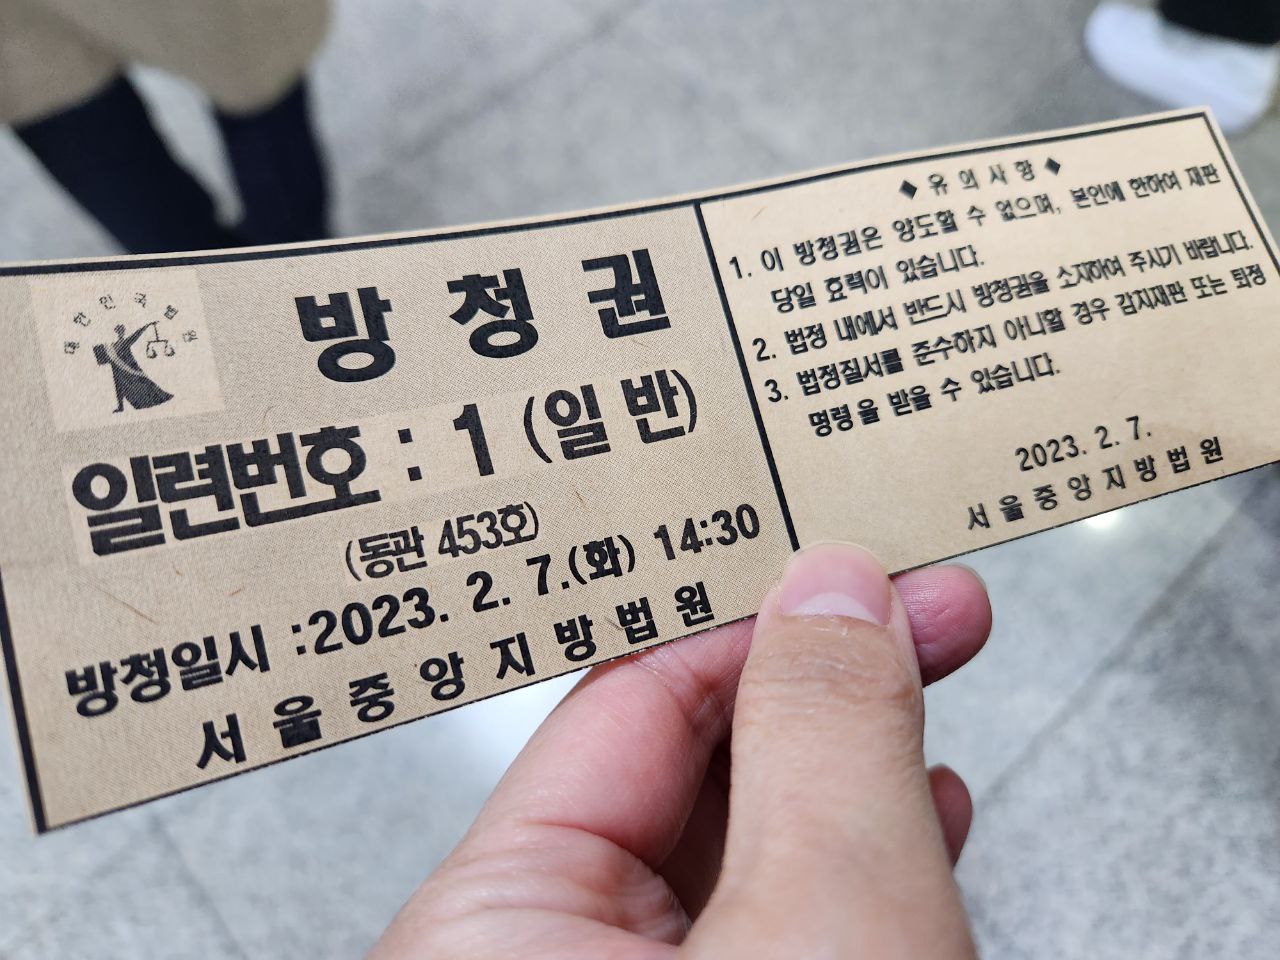 대한민국법원
방청권
일련번호 : 1 (일반)
(동관 453호)
방청일시 :2023. 2. 7.(화) 14:30
서울중앙지방법원
◆ 유의사항 ◆
1. 이 방청권은 양도할 수 없으며, 본인에 한하여 재판
당일 효력이 있습니다.
2. 법정 내에서 반드시 방청권을 소지하여 주시기 바랍니다.
3. 법정질서를 준수하지 아니할 경우 감치재판 또는 퇴정
명령을 받을 수 있습니다.
2023. 2. 7.
서울중앙지방법원